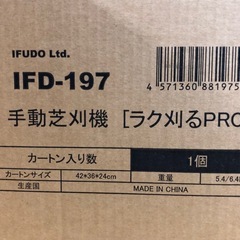 IFUDO Ltd.
IFD-197
4 571360 88197
手動芝刈機 [ラク刈るPRO
カートン入り数
1個
カートンサイズ
42*36*24cm
重量
5.4/6.4
生産国
MADE IN CHINA